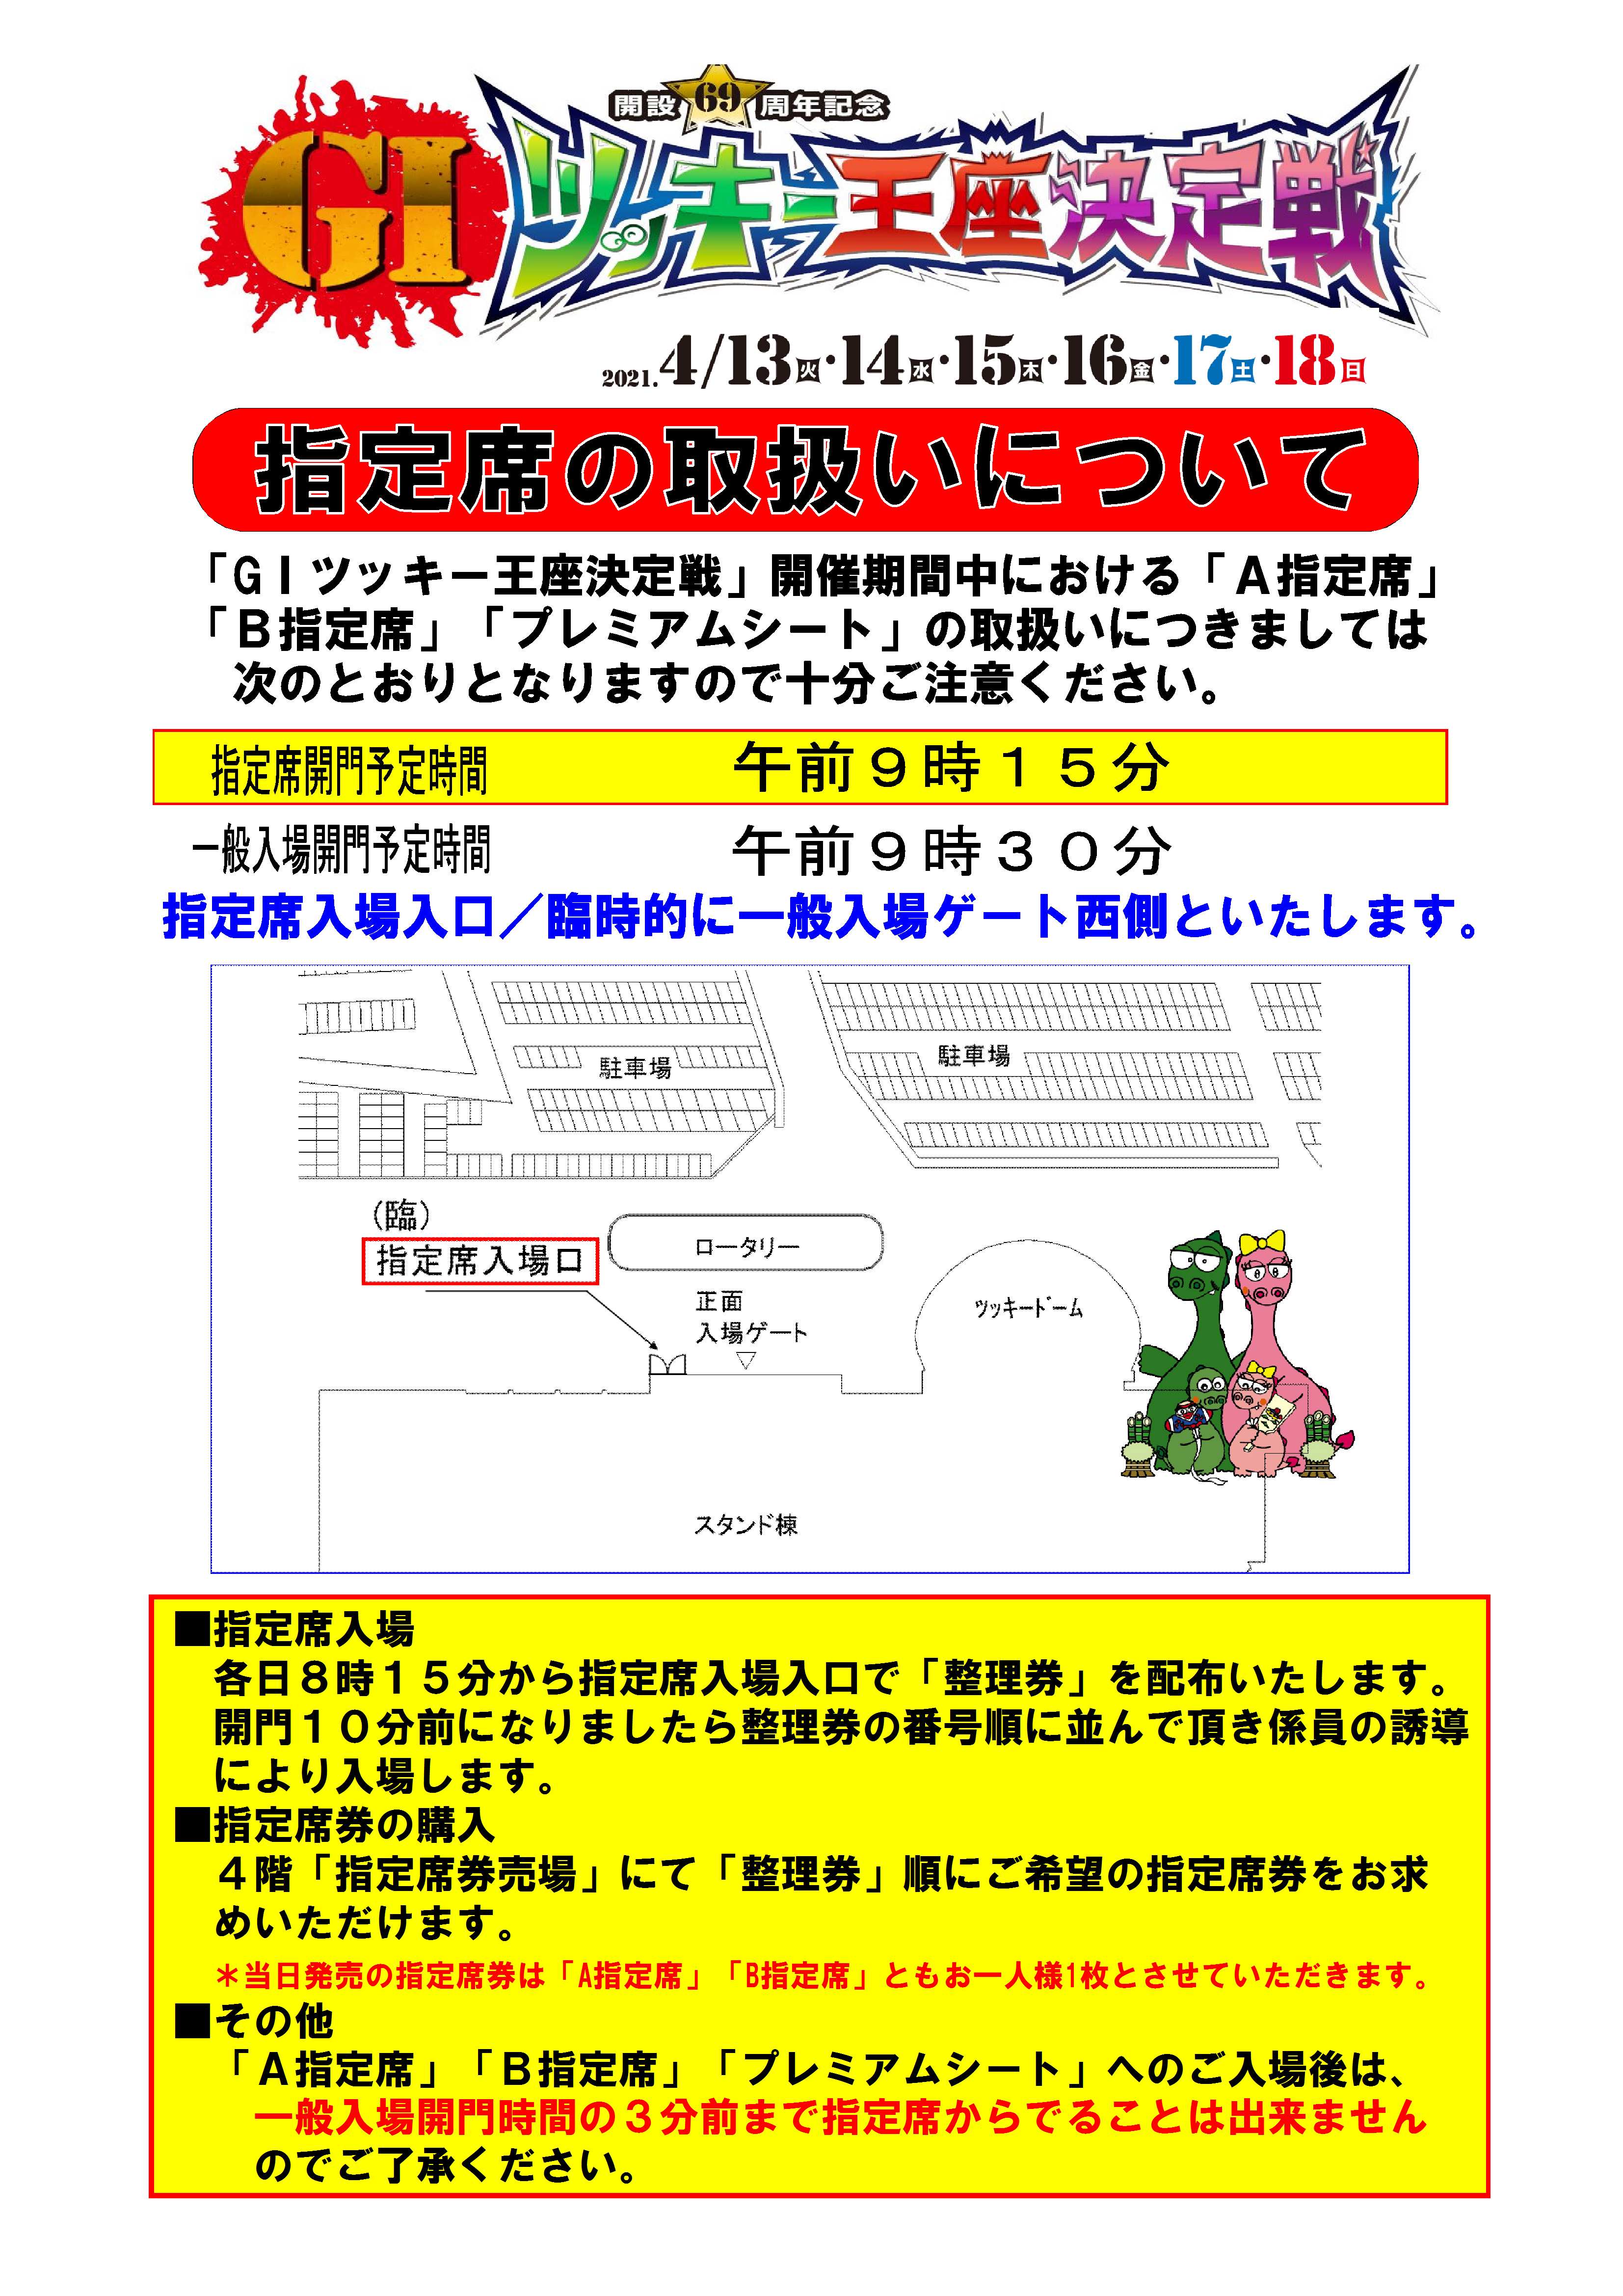 開設69周年記念
GIツッキー王座決定戦
2021.4/13火・14水・15木・16金・17土・18日
指定席の取扱いについて
「GIツッキー王座決定戦」開催期間中における「A指定席」
「B指定席」「プレミアムシート」の取扱いにつきましては
次のとおりとなりますので十分ご注意ください。
指定席開門予定時間 午前9時15分
一般入場開門予定時間 午前9時30分
指定席入場入口／臨時的に一般入場ゲート西側といたします。
駐車場
駐車場
（臨）
指定席入場口
ロータリー
正面
入場ゲート
ツッキードーム
スタンド棟
■指定席入場
各日8時15分から指定席入場入口で「整理券」を配布いたします。
開門10分前になりましたら整理券の番号順に並んで頂き係員の誘導
により入場します。
■指定席券の購入
4階「指定席券売場」にて「整理券」順にご希望の指定席券をお求
めいただけます。
＊当日発売の指定席券は「A指定席」「B指定席」ともお一人様1枚とさせていただきます。
■その他
「A指定席」「B指定席」「プレミアムシート」へのご入場後は、
一般入場開門時間の3分前まで指定席からでることは出来ません
のでご了承ください。